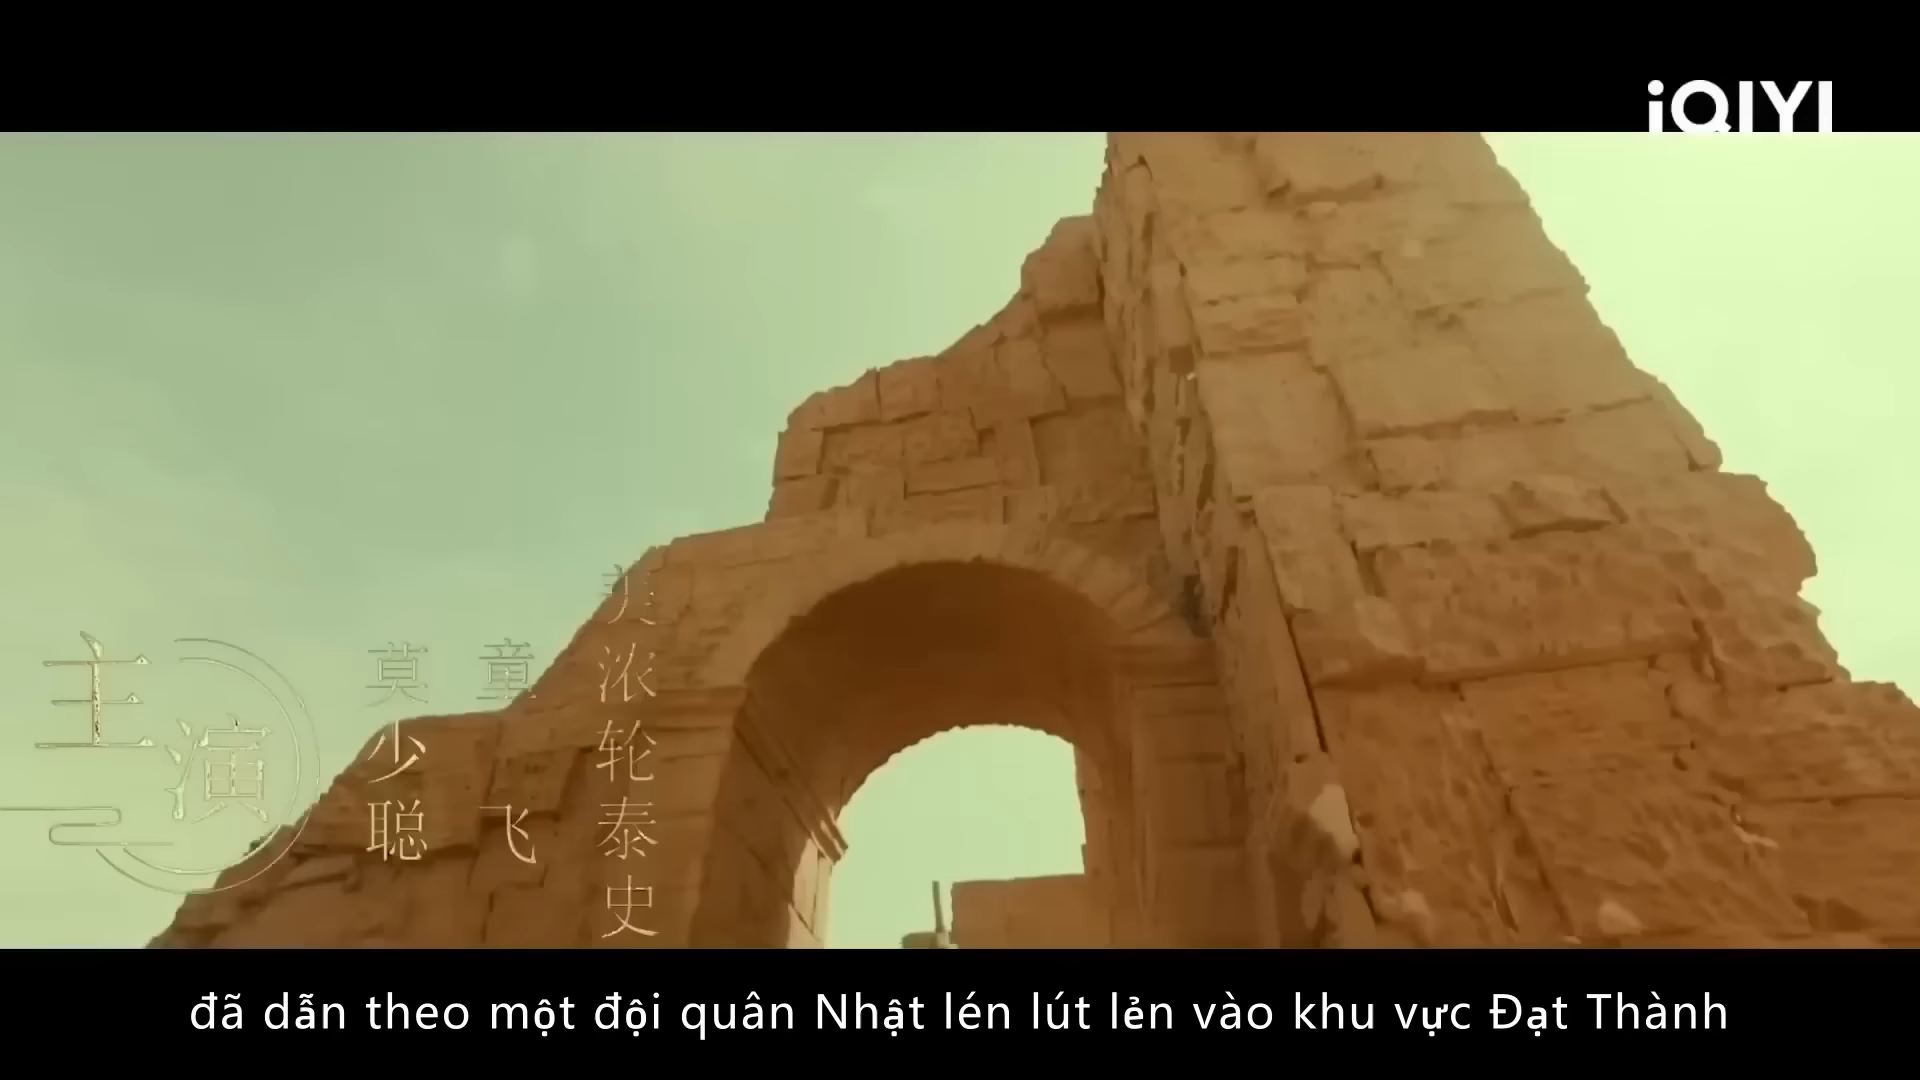 iQIYI
主演
莫少聪
童飞
美浓轮泰史
đã dẫn theo một đội quân Nhật lén lút lẻn vào khu vực Đạt Thành